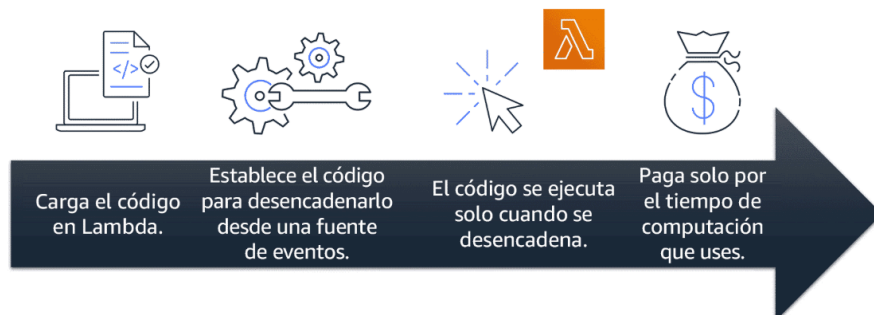 </>
$
Carga el código
en Lambda.
Establece el código
para desencadenarlo
desde una fuente
de eventos.
El código se ejecuta
solo cuando se
desencadena.
Paga solo por
el tiempo de
computación
que uses.